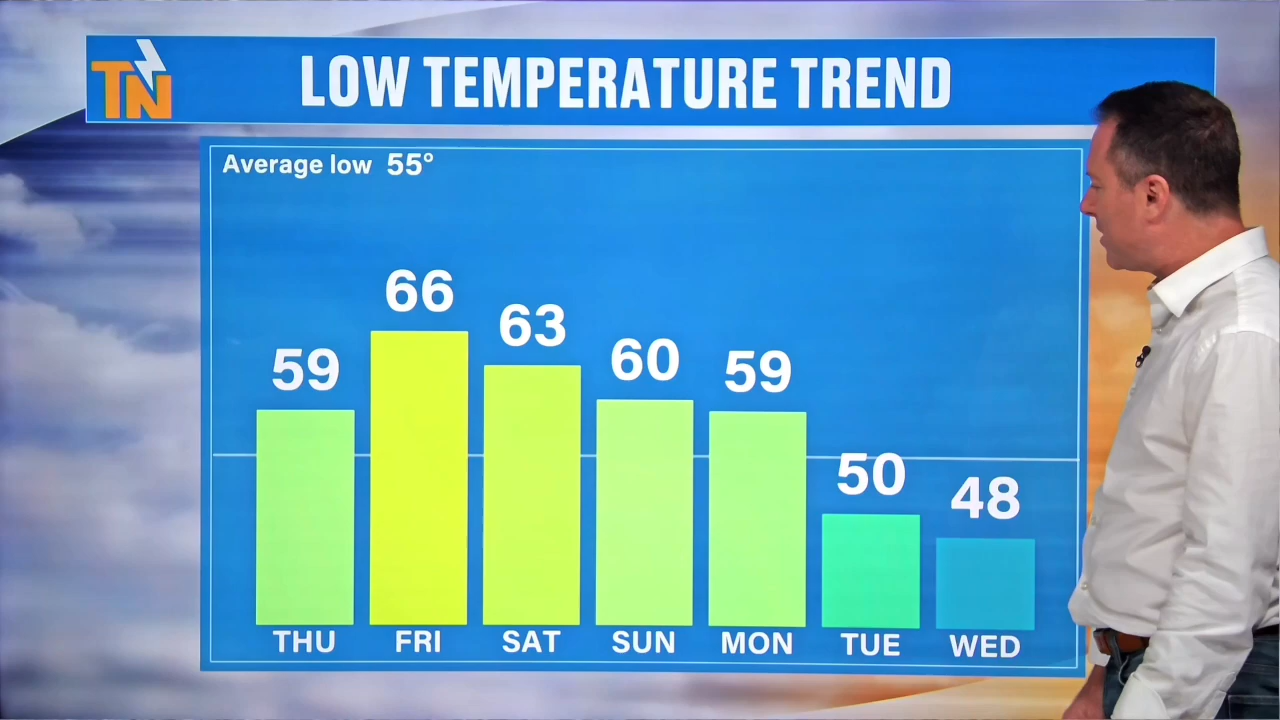 TN
LOW TEMPERATURE TREND
Average low 55°
59
66
63
60
59
50
48
THU
FRI
SAT
SUN
MON
TUE
WED